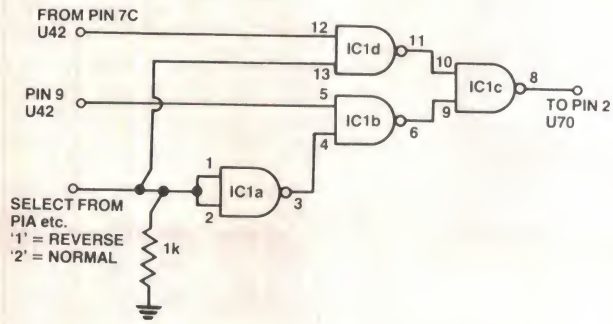 FROM PIN 7C
U42
12
IC1d
11
13
10
IC1c
8
9
TO PIN 2
U70
PIN 9
U42
5
IC1b
6
4
1
IC1a
3
2
SELECT FROM
PIA etc.
'1' = REVERSE
'2' = NORMAL
1k